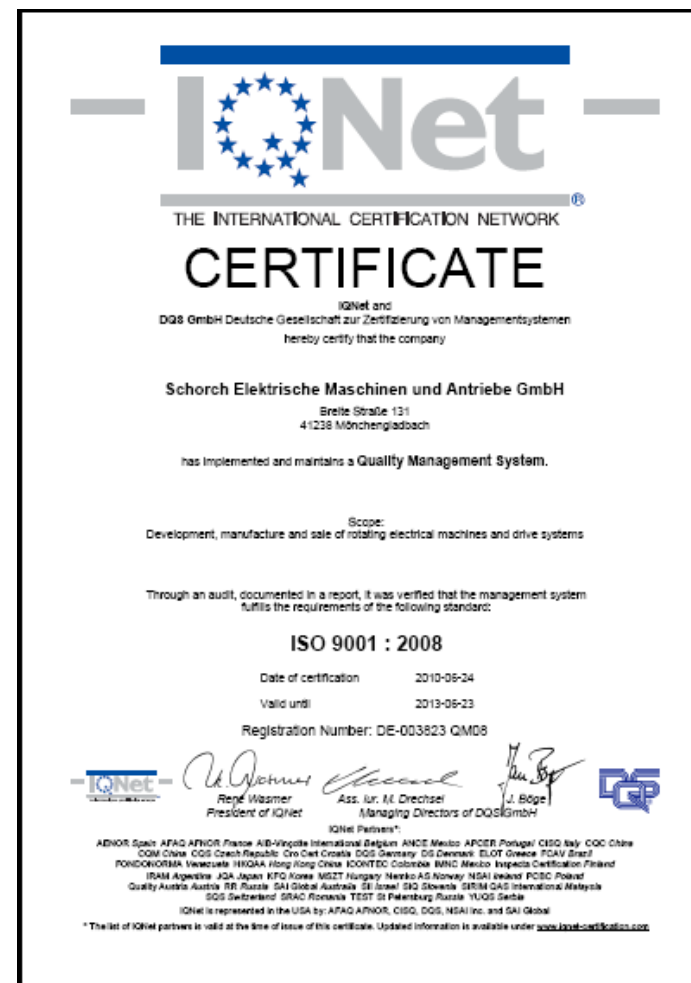 IQNet
®
THE INTERNATIONAL CERTIFICATION NETWORK
CERTIFICATE
IQNet and
DQS GmbH Deutsche Gesellschaft zur Zertifizierung von Managementsystemen
hereby certify that the company
Schorch Elektrische Maschinen und Antriebe GmbH
Breite Straße 131
41238 Mönchengladbach
has implemented and maintains a Quality Management System.
Scope:
Development, manufacture and sale of rotating electrical machines and drive systems
Through an audit, documented in a report, it was verified that the management system
fulfills the requirements of the following standard:
ISO 9001 : 2008
Date of certification 2010-06-24
Valid until 2013-06-23
Registration Number: DE-003823 QM08
IQNet
DQS
René Wasmer Ass. iur. M. Drechsel J. Böge
President of IQNet Managing Directors of DQS GmbH
IQNet Partners*:
AENOR Spain AFAQ AFNOR France AIB-Vinçotte International Belgium ANCE Mexico APCER Portugal CISQ Italy CQC China
CQM China CQS Czech Republic Cro Cert Croatia DQS Germany DS Denmark ELOT Greece FCAV Brazil
FONDONORMA Venezuela HKQAA Hong Kong China ICONTEC Colombia IMNC Mexico Inspecta Certification Finland
IRAM Argentina JQA Japan KFQ Korea MSZT Hungary Nemko AS Norway NSAI Ireland PCBC Poland
Quality Austria Austria RR Russia SAI Global Australia SII Israel SIQ Slovenia SIRIM QAS International Malaysia
SQS Switzerland SRAC Romania TEST St Petersburg Russia YUQS Serbia
IQNet is represented in the USA by: AFAQ AFNOR, CISQ, DQS, NSAI Inc. and SAI Global
* The list of IQNet partners is valid at the time of issue of this certificate. Updated information is available under www.iqnet-certification.com